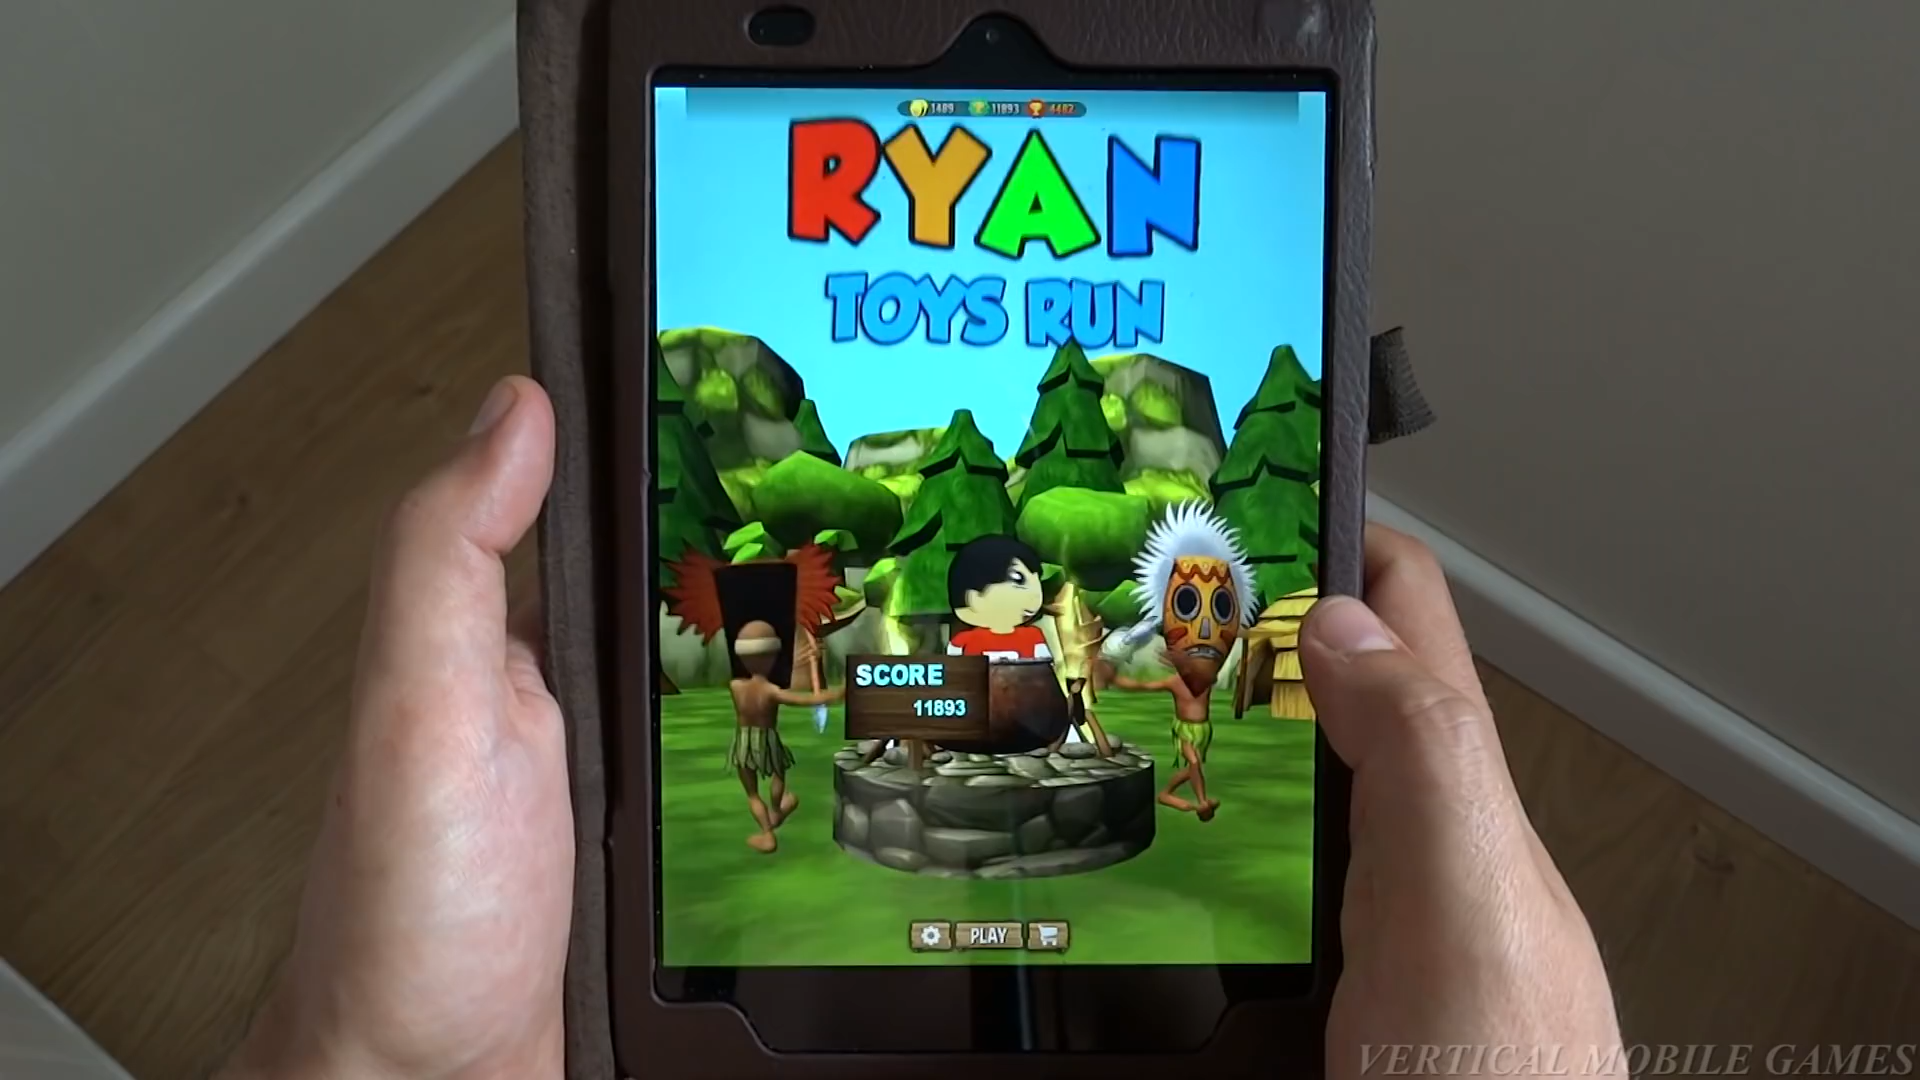 1489 11893 4482
RYAN
TOYS RUN
SCORE
11893
PLAY
VERTICAL MOBILE GAMES